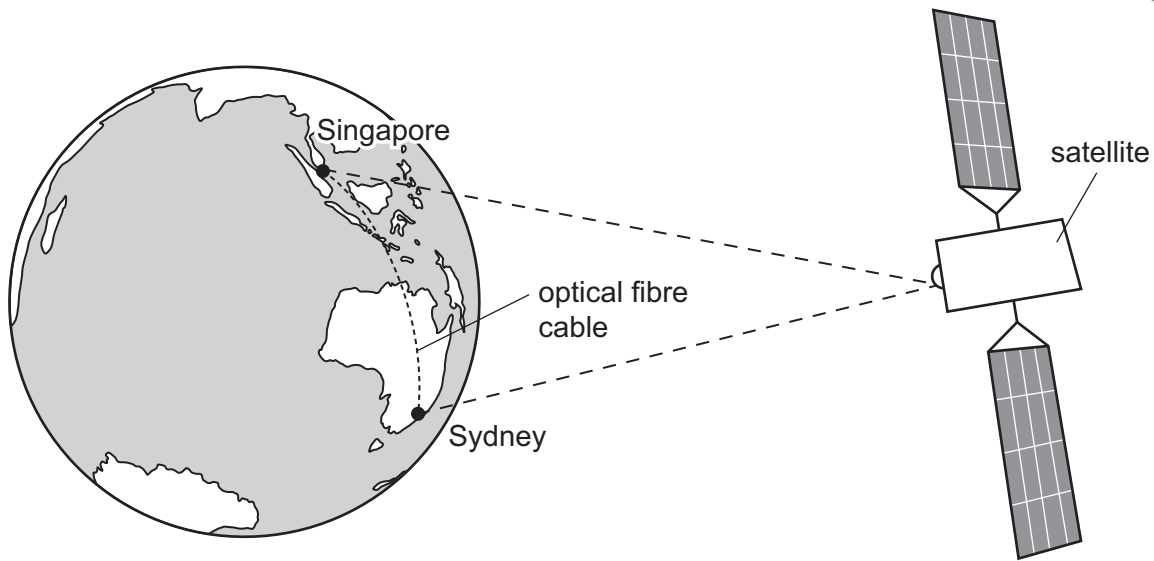 Singapore
satellite
optical fibre
cable
Sydney